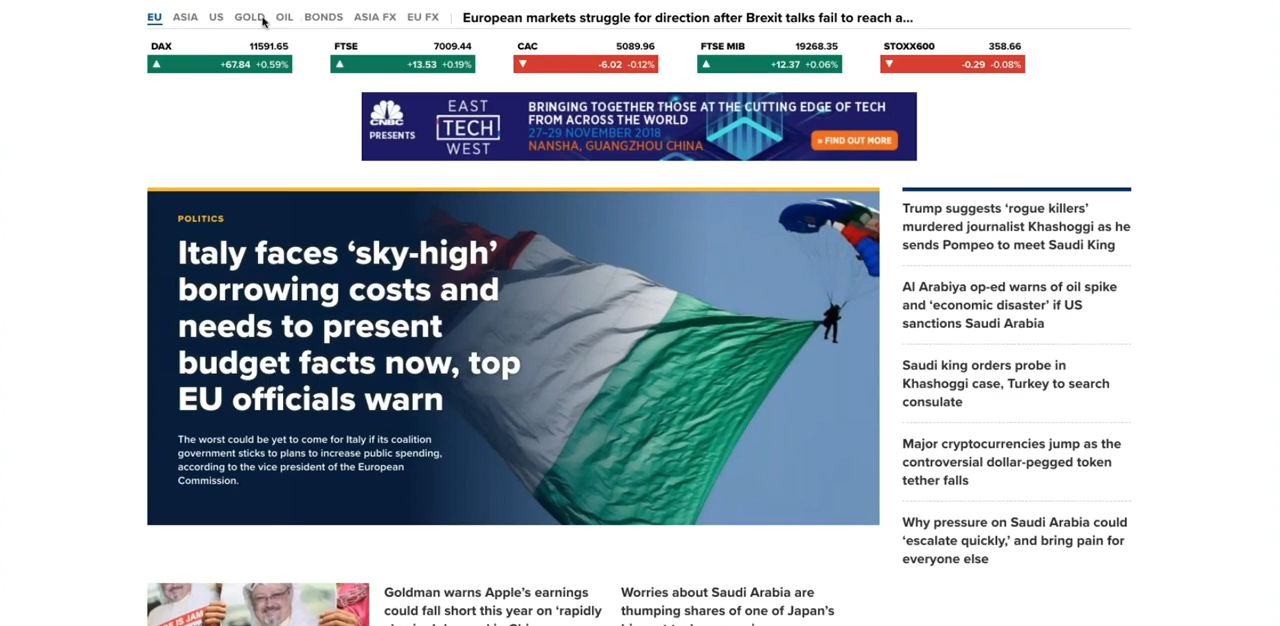 EU ASIA US GOLD OIL BONDS ASIA FX EU FX European markets struggle for direction after Brexit talks fail to reach a...
DAX 11591.65
+67.84 +0.59%
FTSE 7009.44
+13.53 +0.19%
CAC 5089.96
-6.02 -0.12%
FTSE MIB 19268.35
+12.37 +0.06%
STOXX600 358.66
-0.29 -0.08%
CNBC
PRESENTS
EAST
TECH
WEST
BRINGING TOGETHER THOSE AT THE CUTTING EDGE OF TECH
FROM ACROSS THE WORLD
27–29 NOVEMBER 2018
NANSHA, GUANGZHOU CHINA
» FIND OUT MORE
POLITICS
Italy faces ‘sky-high’
borrowing costs and
needs to present
budget facts now, top
EU officials warn
The worst could be yet to come for Italy if its coalition
government sticks to plans to increase public spending,
according to the vice president of the European
Commission.
Trump suggests ‘rogue killers’
murdered journalist Khashoggi as he
sends Pompeo to meet Saudi King
Al Arabiya op-ed warns of oil spike
and ‘economic disaster’ if US
sanctions Saudi Arabia
Saudi king orders probe in
Khashoggi case, Turkey to search
consulate
Major cryptocurrencies jump as the
controversial dollar-pegged token
tether falls
Why pressure on Saudi Arabia could
‘escalate quickly,’ and bring pain for
everyone else
Goldman warns Apple’s earnings
could fall short this year on ‘rapidly
Worries about Saudi Arabia are
thumping shares of one of Japan’s